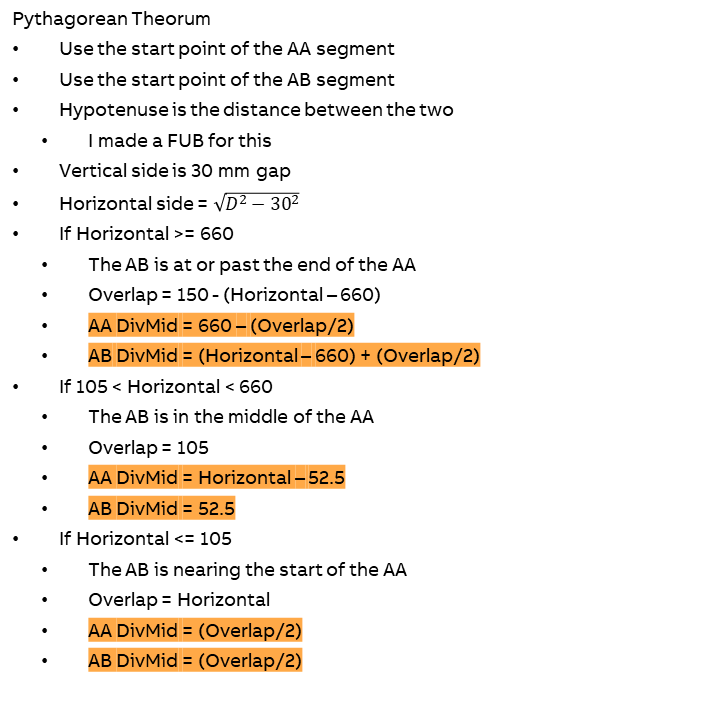 Pythagorean Theorum
• Use the start point of the AA segment
• Use the start point of the AB segment
• Hypotenuse is the distance between the two
• I made a FUB for this
• Vertical side is 30 mm gap
• Horizontal side = √D² – 30²
• If Horizontal >= 660
• The AB is at or past the end of the AA
• Overlap = 150 - (Horizontal – 660)
• AA DivMid = 660 – (Overlap/2)
• AB DivMid = (Horizontal – 660) + (Overlap/2)
• If 105 < Horizontal < 660
• The AB is in the middle of the AA
• Overlap = 105
• AA DivMid = Horizontal – 52.5
• AB DivMid = 52.5
• If Horizontal <= 105
• The AB is nearing the start of the AA
• Overlap = Horizontal
• AA DivMid = (Overlap/2)
• AB DivMid = (Overlap/2)